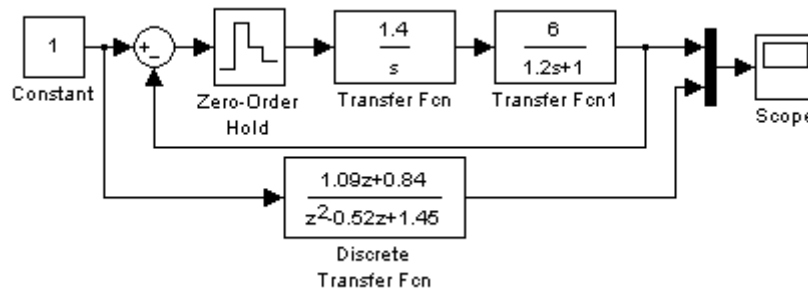 1
Constant
+
−
Zero-Order
Hold
1.4
s
Transfer Fcn
6
1.2s+1
Transfer Fcn1
Scope
1.09z+0.84
z²-0.52z+1.45
Discrete
Transfer Fcn